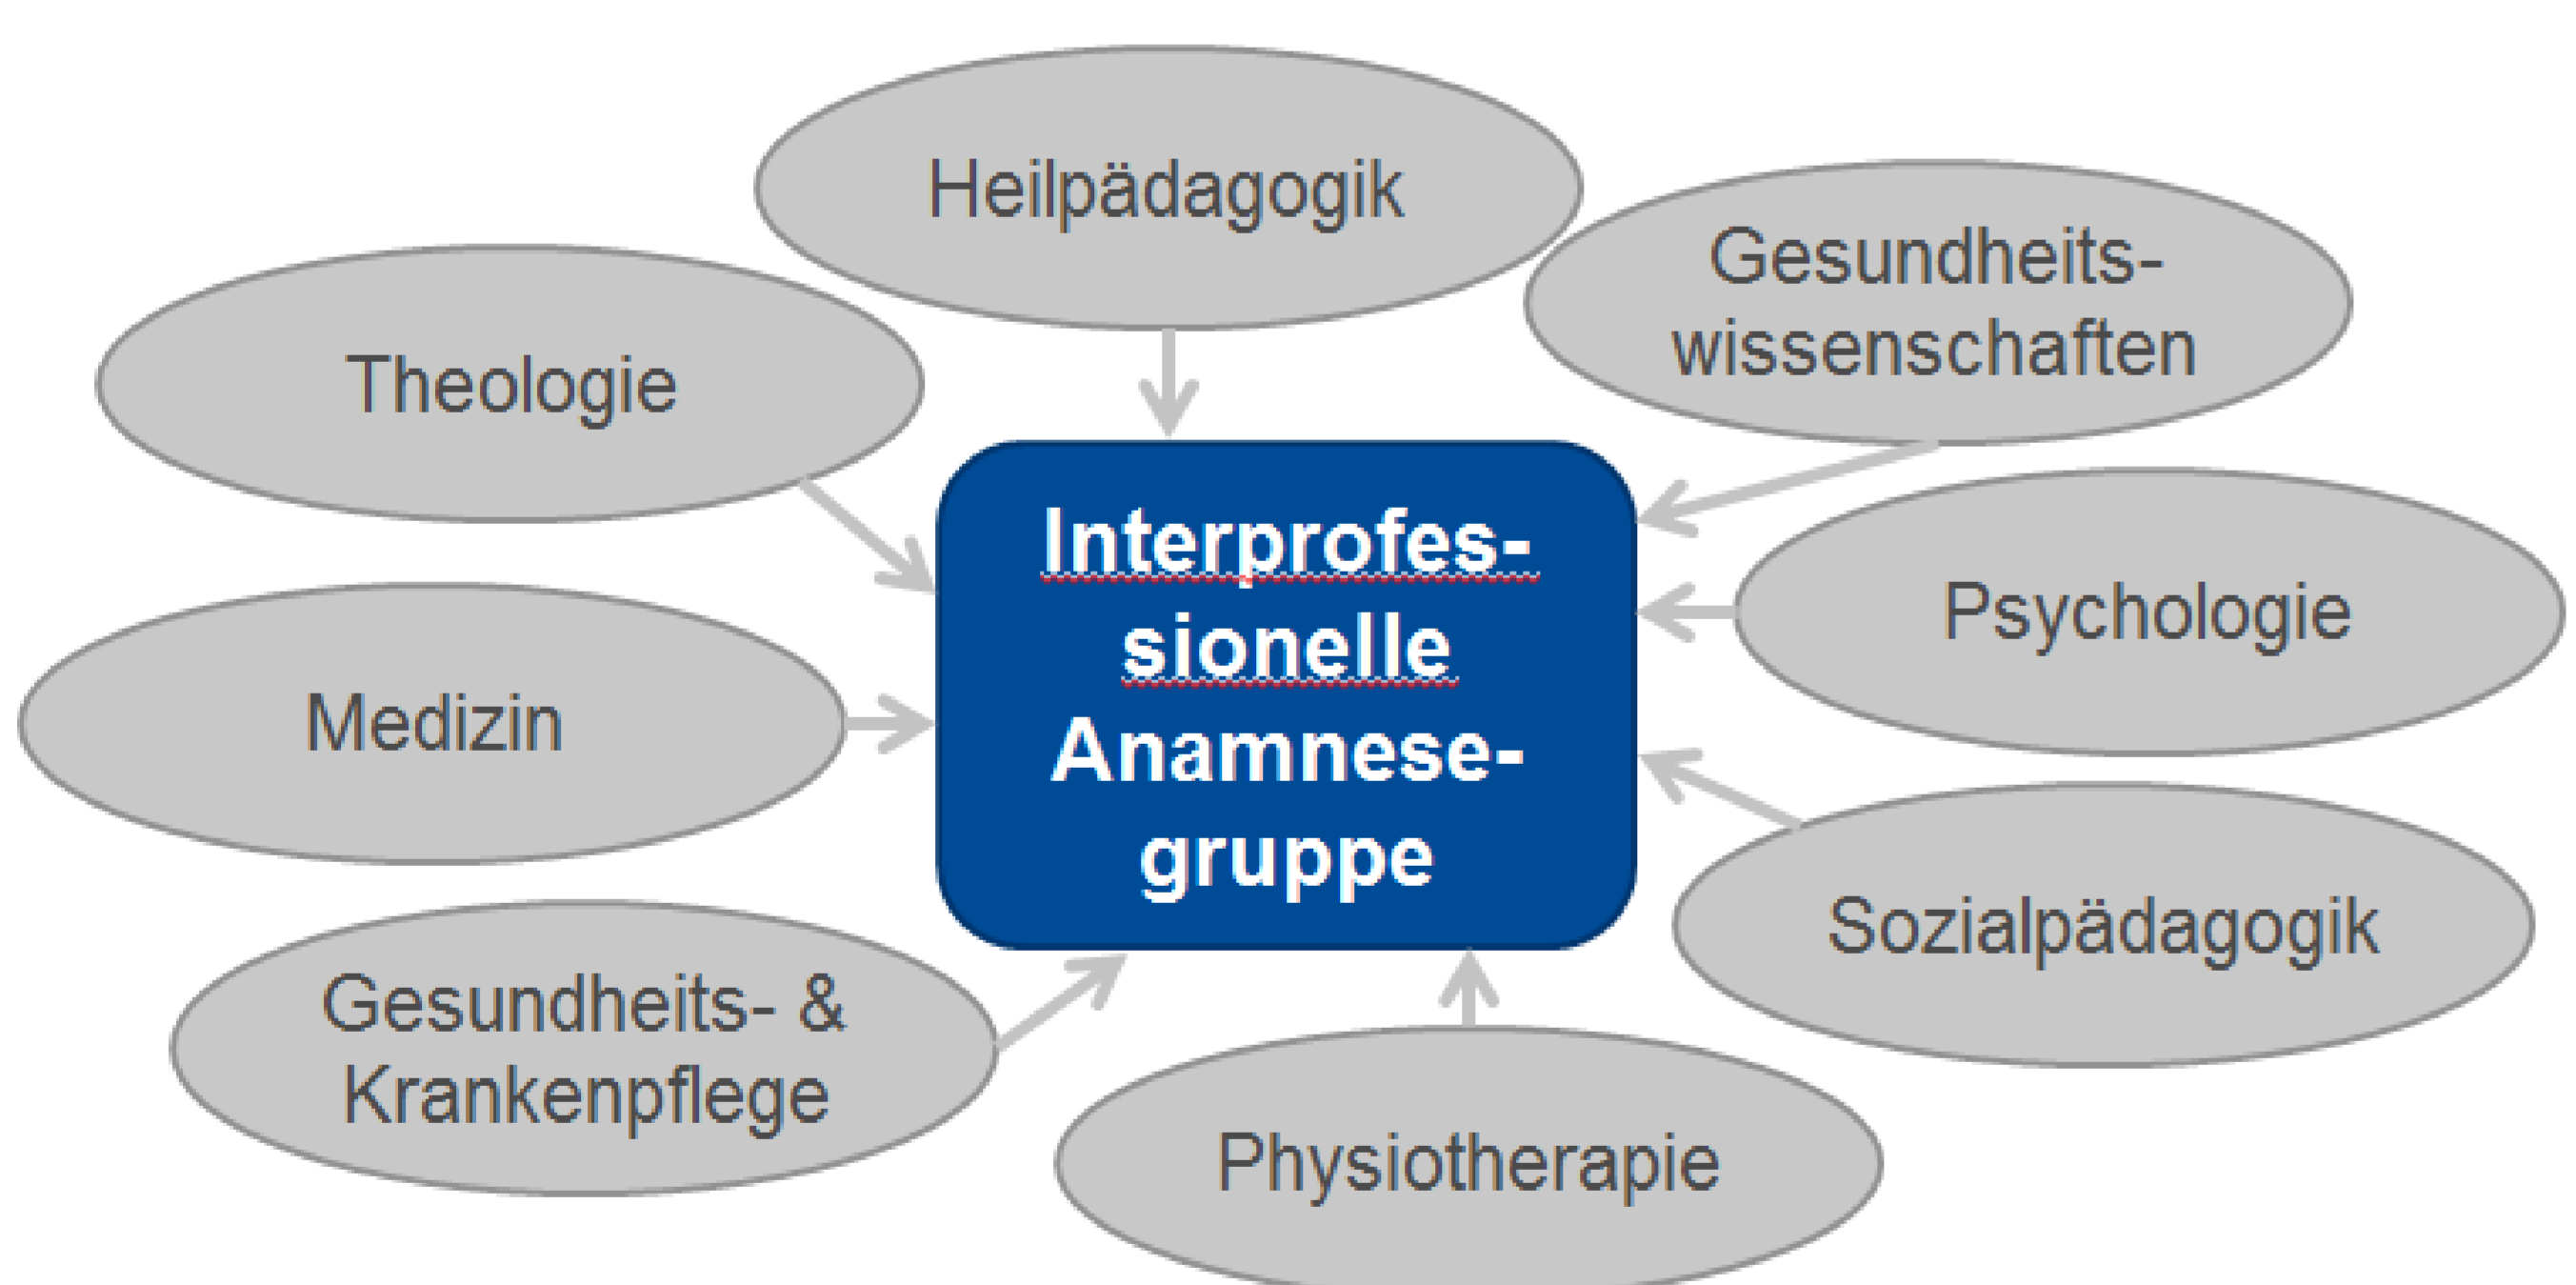 Heilpädagogik
Gesundheits-
wissenschaften
Theologie
Interprofes-
sionelle
Anamnese-
gruppe
Psychologie
Medizin
Sozialpädagogik
Gesundheits- &
Krankenpflege
Physiotherapie